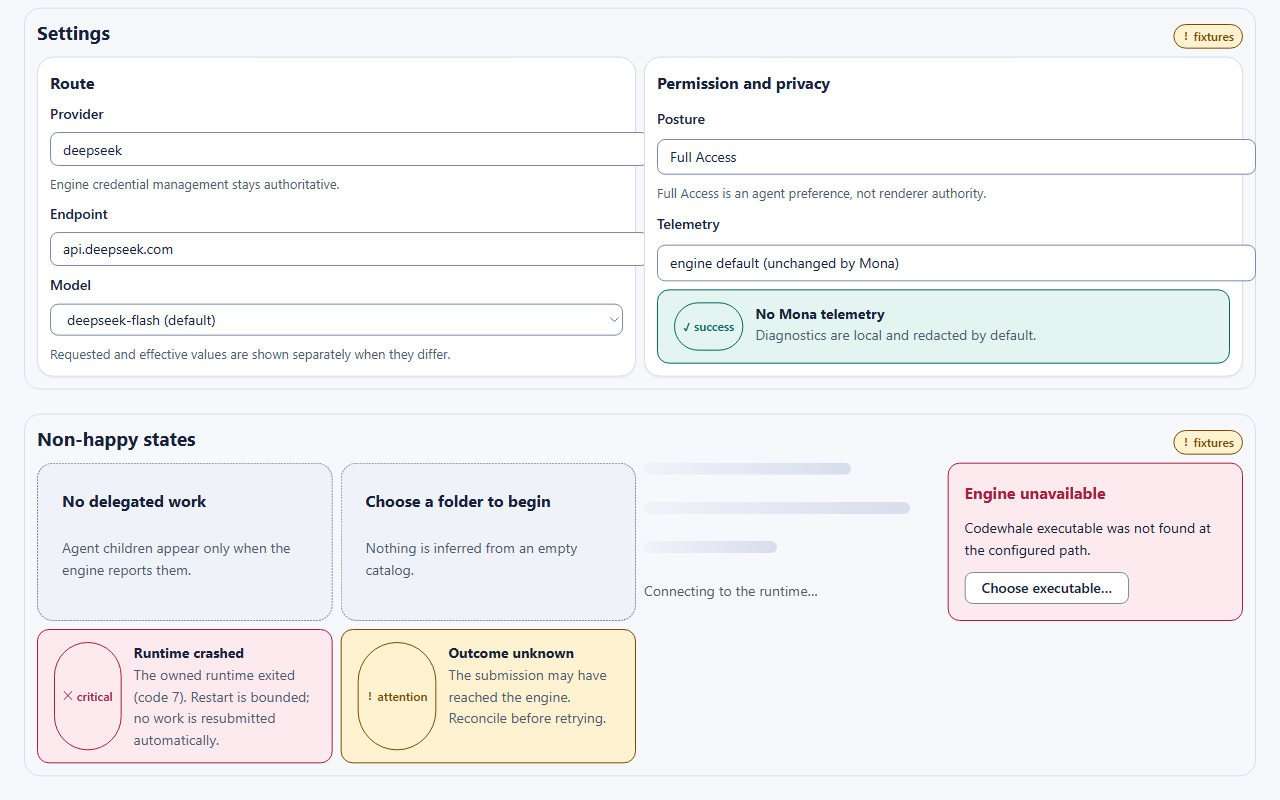 Settings
! fixtures
Route
Provider
deepseek
Engine credential management stays authoritative.
Endpoint
api.deepseek.com
Model
deepseek-flash (default)
Requested and effective values are shown separately when they differ.
Permission and privacy
Posture
Full Access
Full Access is an agent preference, not renderer authority.
Telemetry
engine default (unchanged by Mona)
✓ success
No Mona telemetry
Diagnostics are local and redacted by default.
Non-happy states
! fixtures
No delegated work
Agent children appear only when the
engine reports them.
Choose a folder to begin
Nothing is inferred from an empty
catalog.
Connecting to the runtime…
Engine unavailable
Codewhale executable was not found at
the configured path.
Choose executable…
✕ critical
Runtime crashed
The owned runtime exited
(code 7). Restart is bounded;
no work is resubmitted
automatically.
! attention
Outcome unknown
The submission may have
reached the engine.
Reconcile before retrying.